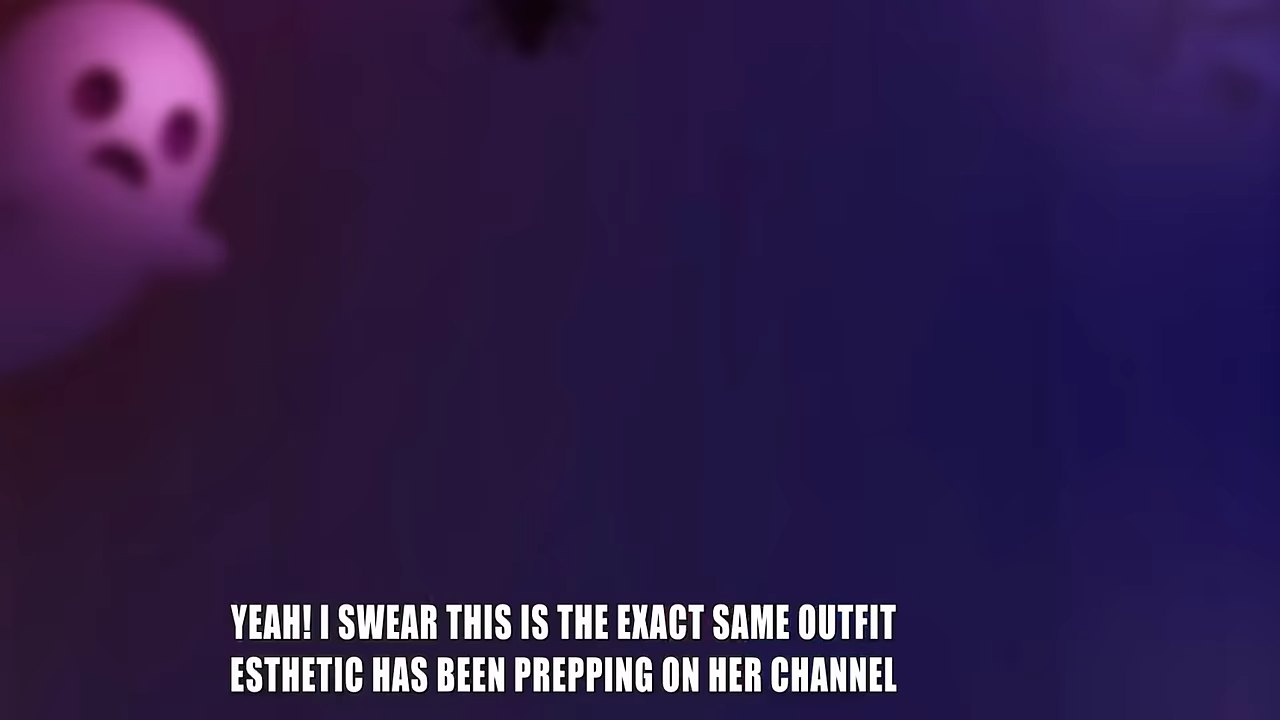 YEAH! I SWEAR THIS IS THE EXACT SAME OUTFIT
ESTHETIC HAS BEEN PREPPING ON HER CHANNEL